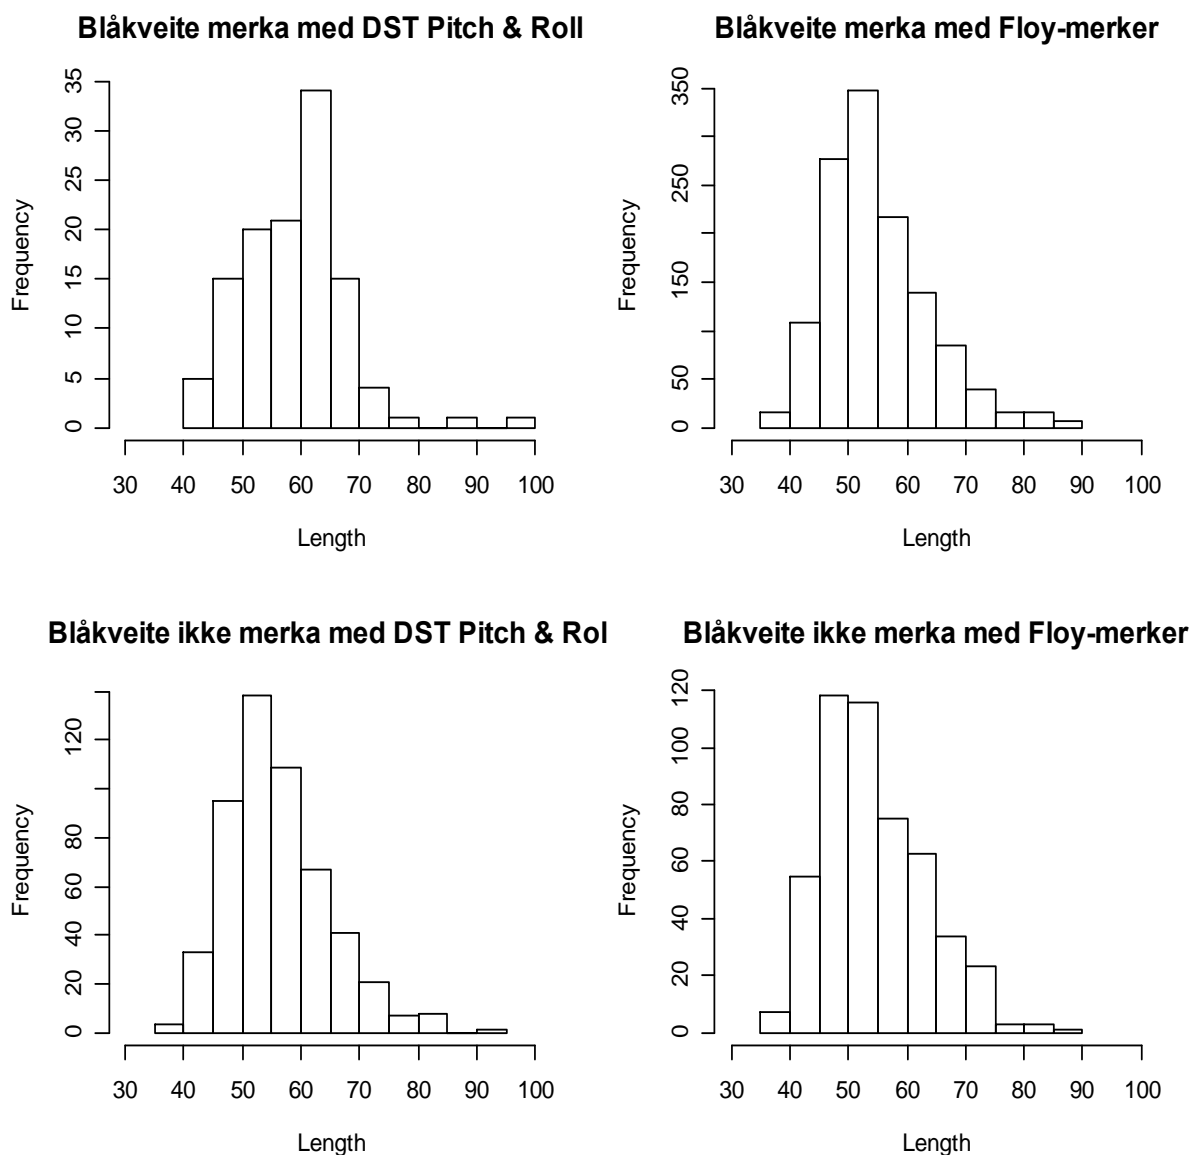 Blåkveite merka med DST Pitch & Roll
Frequency
35
30
25
20
15
10
5
0
30 40 50 60 70 80 90 100
Length
Blåkveite merka med Floy-merker
Frequency
350
250
150
50
0
30 40 50 60 70 80 90 100
Length
Blåkveite ikke merka med DST Pitch & Rol
Frequency
120
80
60
40
20
0
30 40 50 60 70 80 90 100
Length
Blåkveite ikke merka med Floy-merker
Frequency
120
100
80
60
40
20
0
30 40 50 60 70 80 90 100
Length